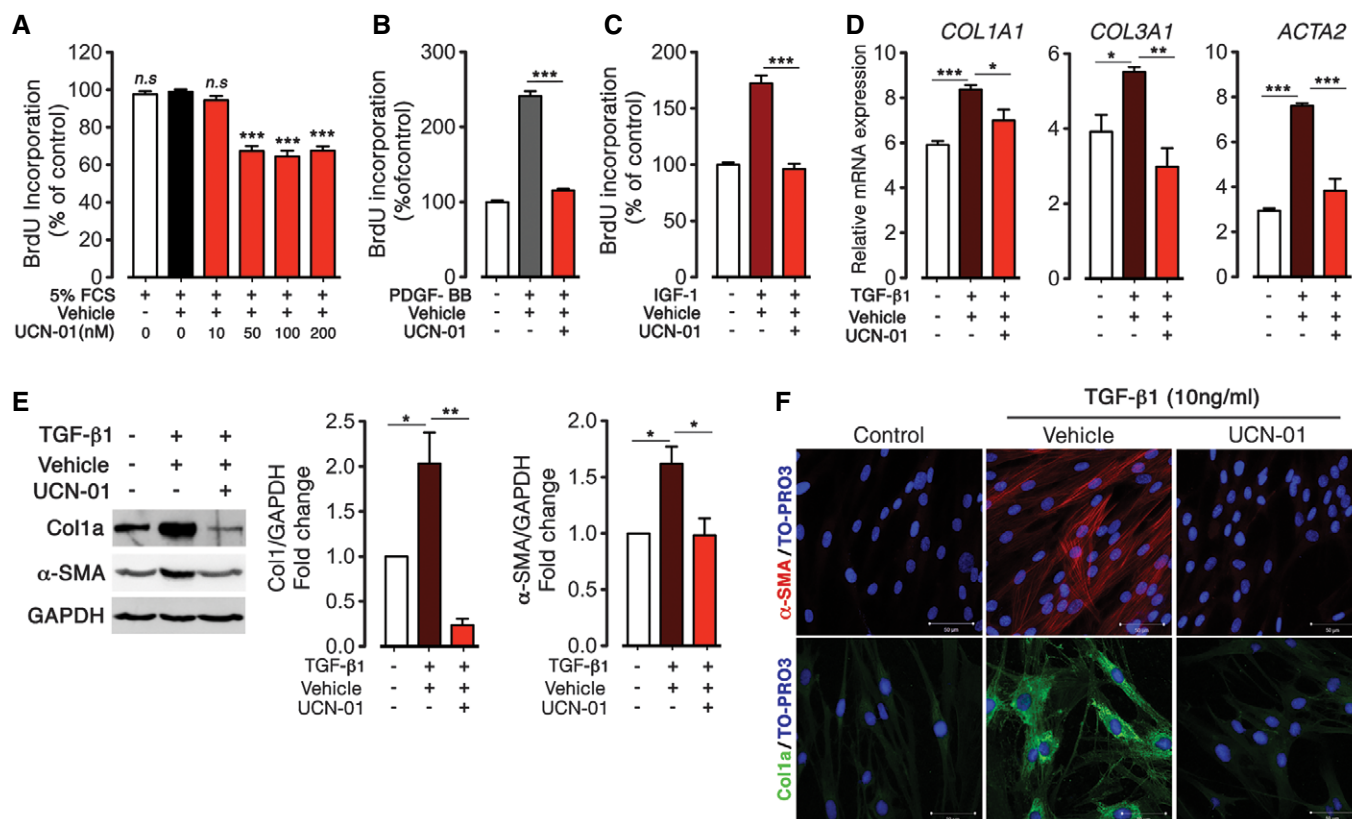 A
BrdU Incorporation
(% of control)
120
100
80
60
40
20
0
n.s
n.s
***
***
***
5% FCS + + + + + +
Vehicle - + + + + +
UCN-01(nM) 0 0 10 50 100 200
B
BrdU incorporation
(%ofcontrol)
300
250
200
150
100
50
0
***
PDGF- BB - + +
Vehicle - + +
UCN-01 - - +
C
BrdU incorporation
(% of control)
200
150
100
50
0
***
IGF-1 - + +
Vehicle - + +
UCN-01 - - +
D
Relative mRNA expression
COL1A1
10
9
8
7
6
5
4
3
2
***
*
TGF-β1 - + +
Vehicle - + +
UCN-01 - - +
COL3A1
6
4
2
0
*
**
- + +
- + +
- - +
ACTA2
10
8
6
4
2
0
***
***
- + +
- + +
- - +
E
TGF-β1 - + +
Vehicle - + +
UCN-01 - - +
Col1a
α-SMA
GAPDH
Col1/GAPDH
Fold change
2.5
2.0
1.5
1.0
0.5
0.0
*
**
TGF-β1 - + +
Vehicle - + +
UCN-01 - - +
α-SMA/GAPDH
Fold change
2.0
1.5
1.0
0.5
0.0
*
*
TGF-β1 - + +
Vehicle - + +
UCN-01 - - +
F
TGF-β1 (10ng/ml)
Control Vehicle UCN-01
α-SMA/TO-PRO3
50 µm
50 µm
50 µm
Col1a/TO-PRO3